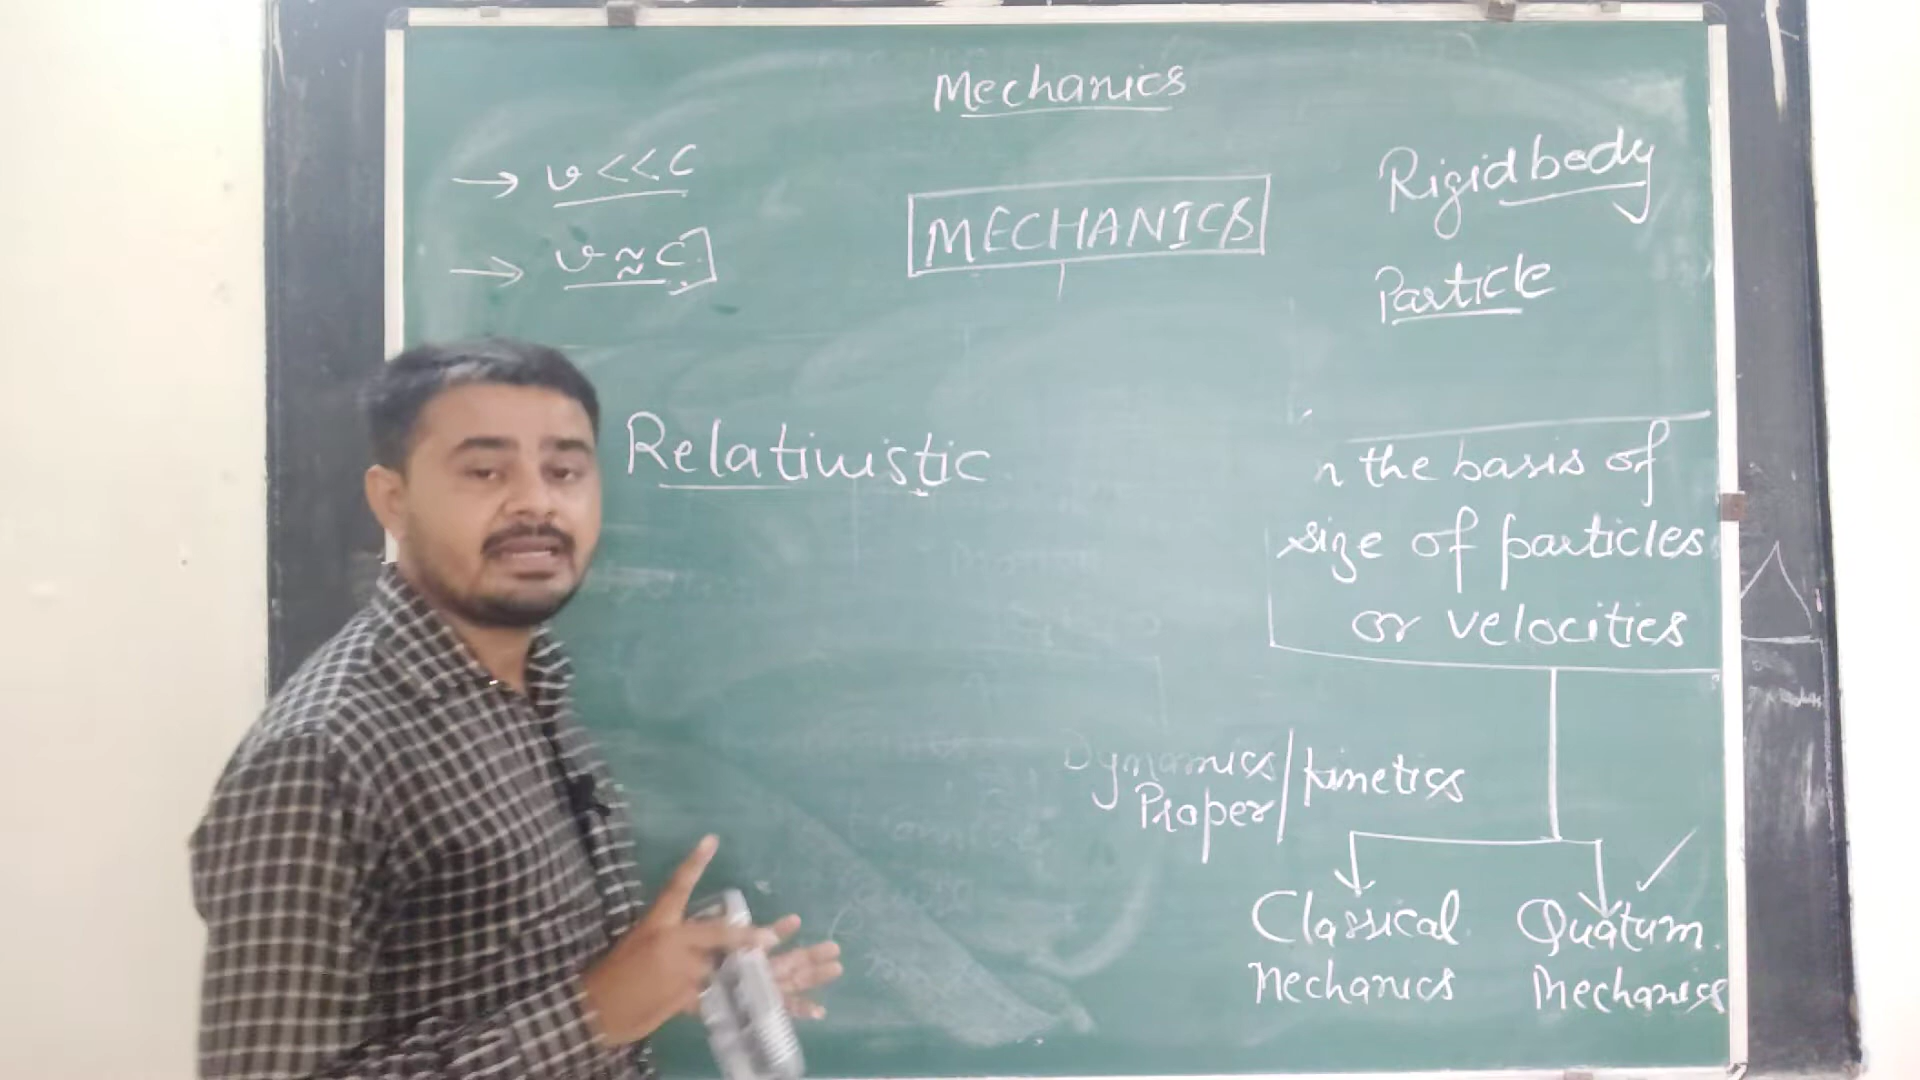 Mechanics
→ v << C
→ v ≈ C]
MECHANICS
Rigid body
Particle
Relativistic
n the basis of
size of particles
or velocities
Dynamics/kinetics
Proper
Classical
Mechanics
Quatum
Mechanics